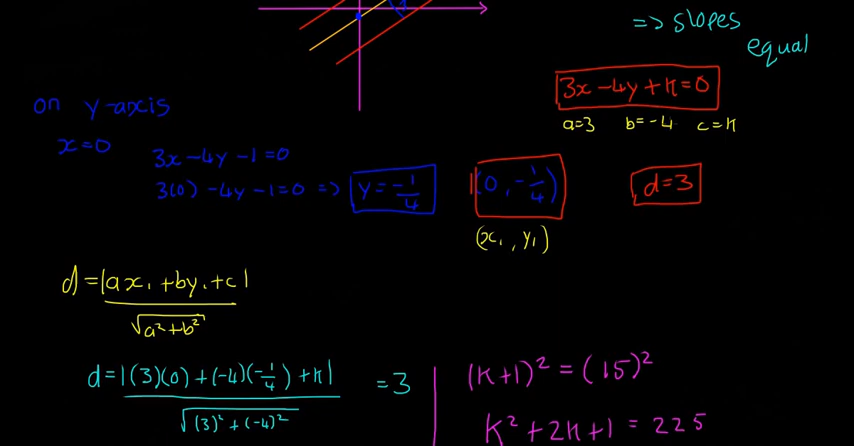 => slopes
equal
3x - 4y + k = 0
a=3 b=-4 c=k
on y-axis
x=0
3x - 4y - 1 = 0
3(0) - 4y - 1 = 0 => y = -1/4
(0, -1/4)
d=3
(x₁, y₁)
d = |ax₁ + by₁ + c| / √(a² + b²)
d = |(3)(0) + (-4)(-1/4) + k| / √((3)² + (-4)²) = 3
(k+1)² = (15)²
k² + 2k + 1 = 225